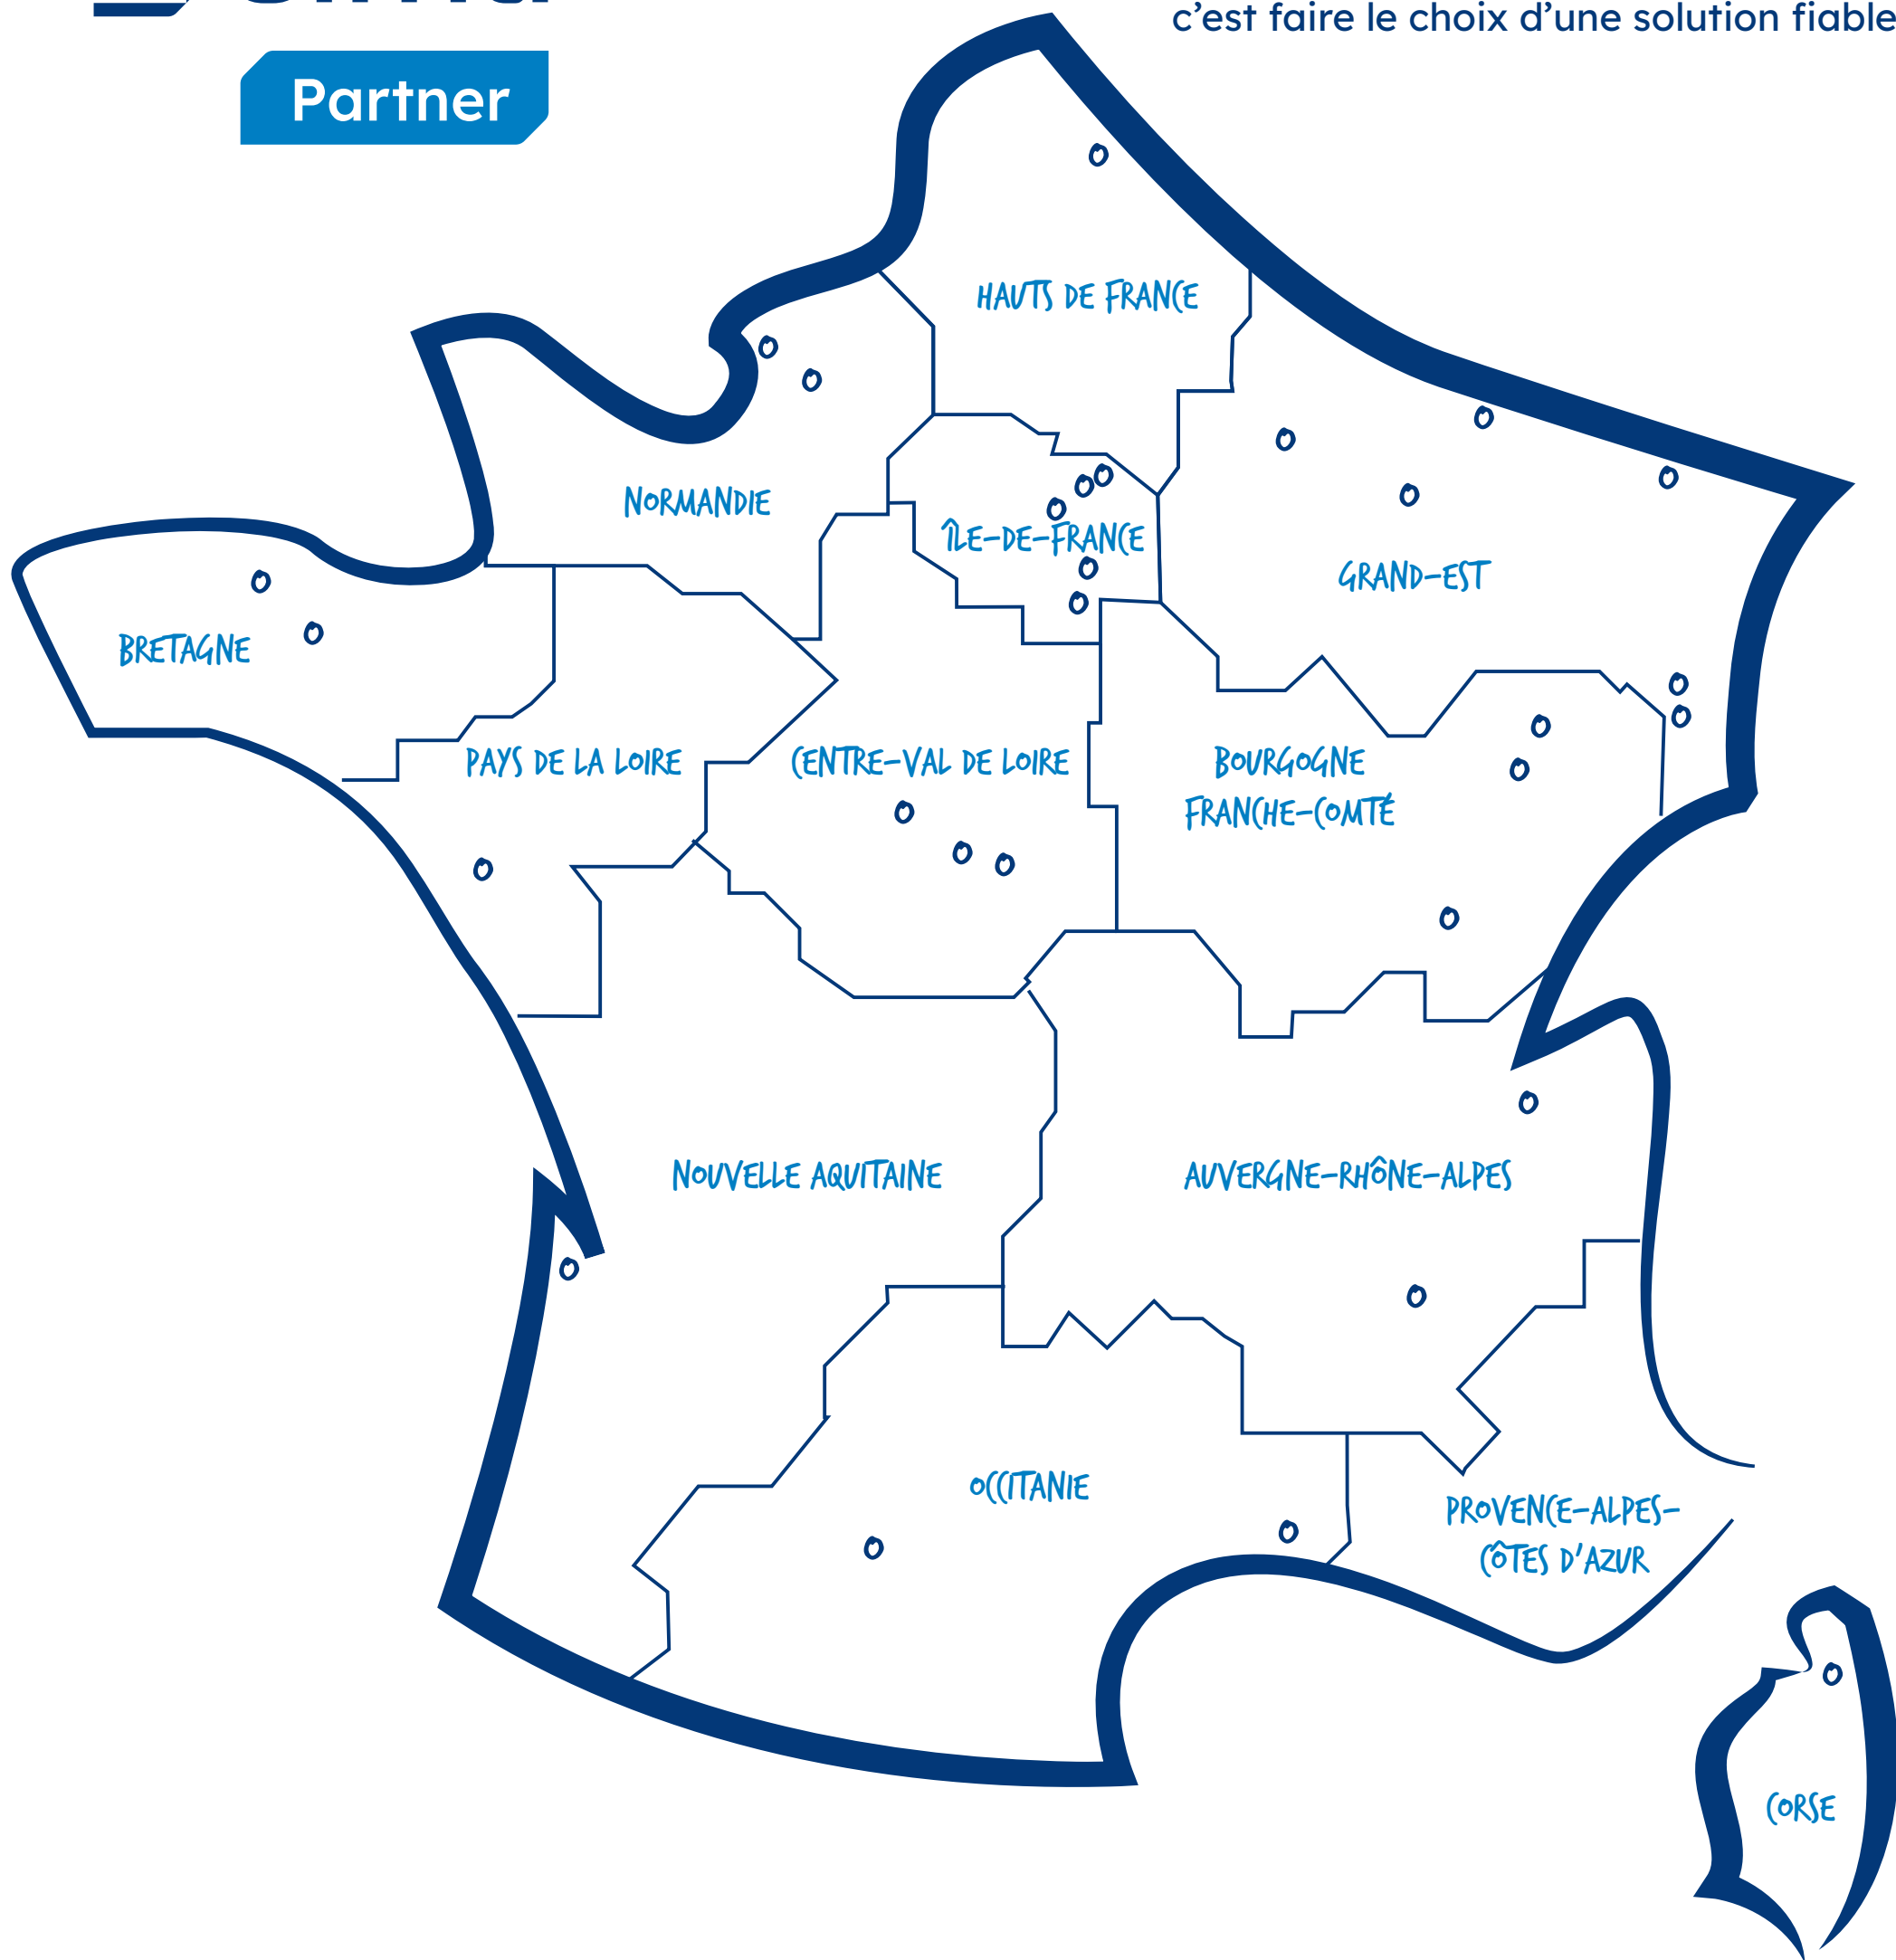 c’est faire le choix d’une solution fiable
Partner
HAUTS DE FRANCE
NORMANDIE
ÎLE-DE-FRANCE
GRAND-EST
BRETAGNE
PAYS DE LA LOIRE
CENTRE-VAL DE LOIRE
BOURGOGNE
FRANCHE-COMTÉ
NOUVELLE AQUITAINE
AUVERGNE-RHÔNE-ALPES
OCCITANIE
PROVENCE-ALPES-
CÔTES D'AZUR
CORSE